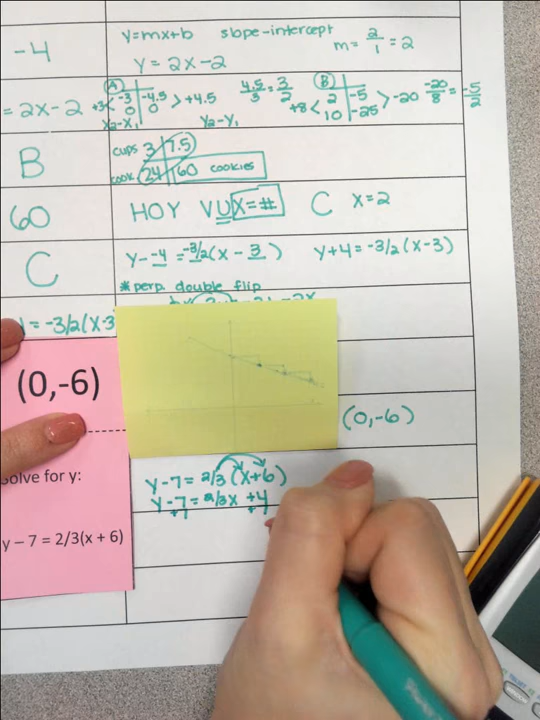 -4
y=mx+b slope-intercept
m = 2/1 = 2
y = 2x-2
= 2x-2
A
+3< -3 -4.5 > +4.5
0 0
x₂-x₁ y₂-y₁
4.5/3 = 3/2
B
+8< 2 -5 > -20
10 -25
-20/8 = -5/2
B
cups 3 7.5
cook. 24 60 cookies
60
HOY VUX=# C X=2
C
y--4 = -3/2(x-3) y+4=-3/2(x-3)
*perp. double flip
= -3/2(x-3
(0,-6)
(0,-6)
solve for y:
y – 7 = 2/3(x + 6)
y-7= 2/3(x+6)
y-7= 2/3x +4
+7 +